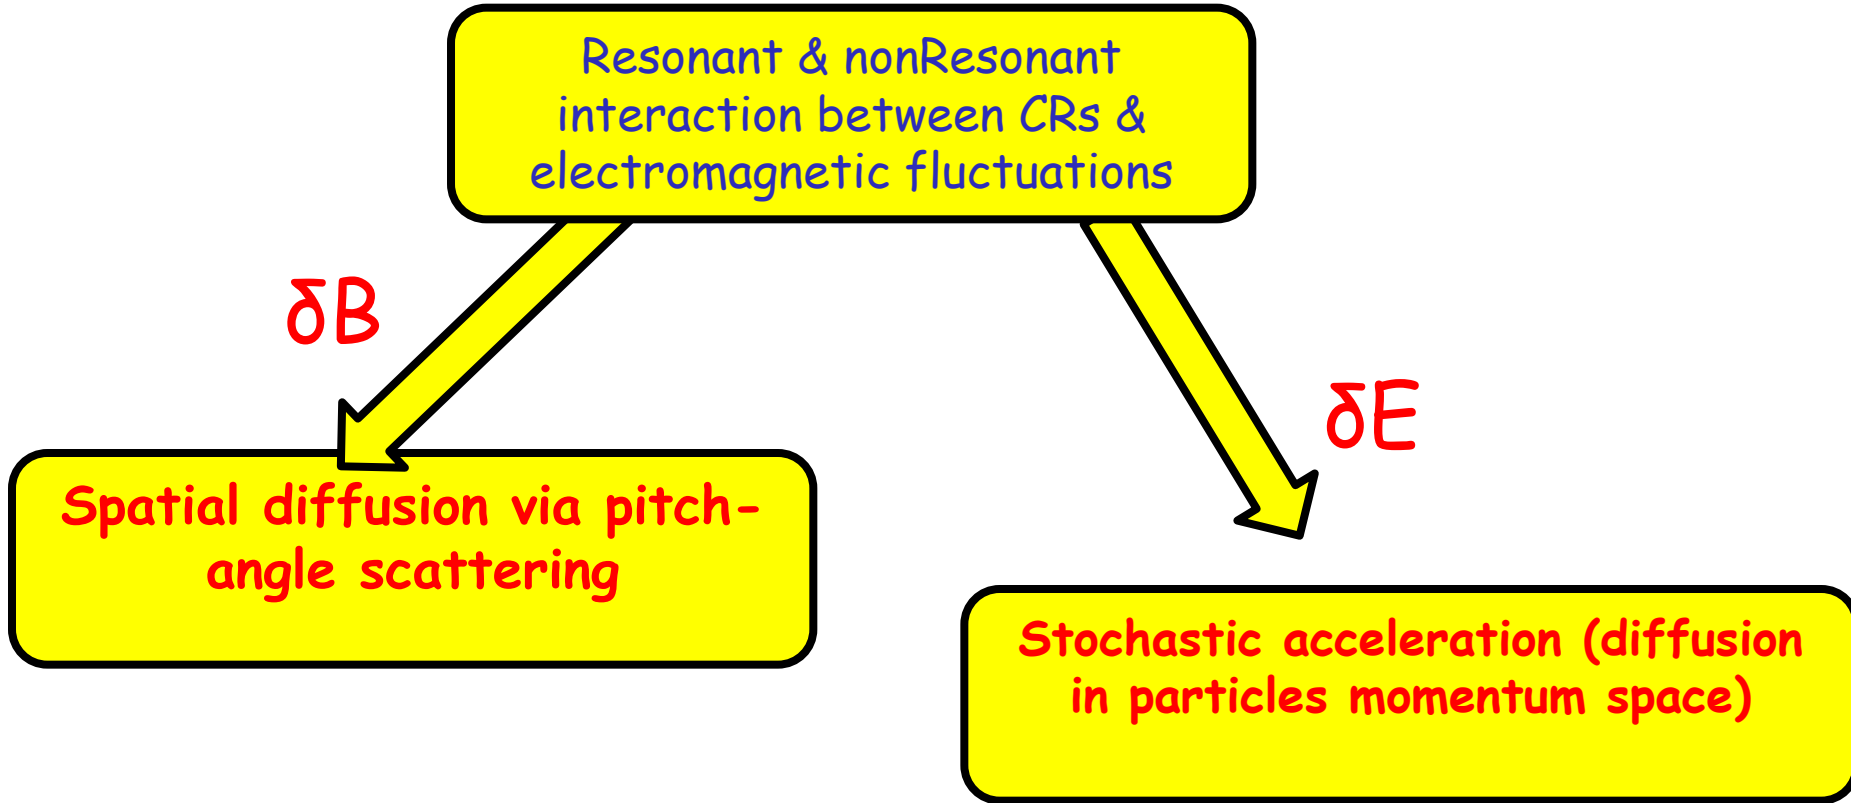 Resonant & nonResonant
interaction between CRs &
electromagnetic fluctuations
δB
δE
Spatial diffusion via pitch-
angle scattering
Stochastic acceleration (diffusion
in particles momentum space)